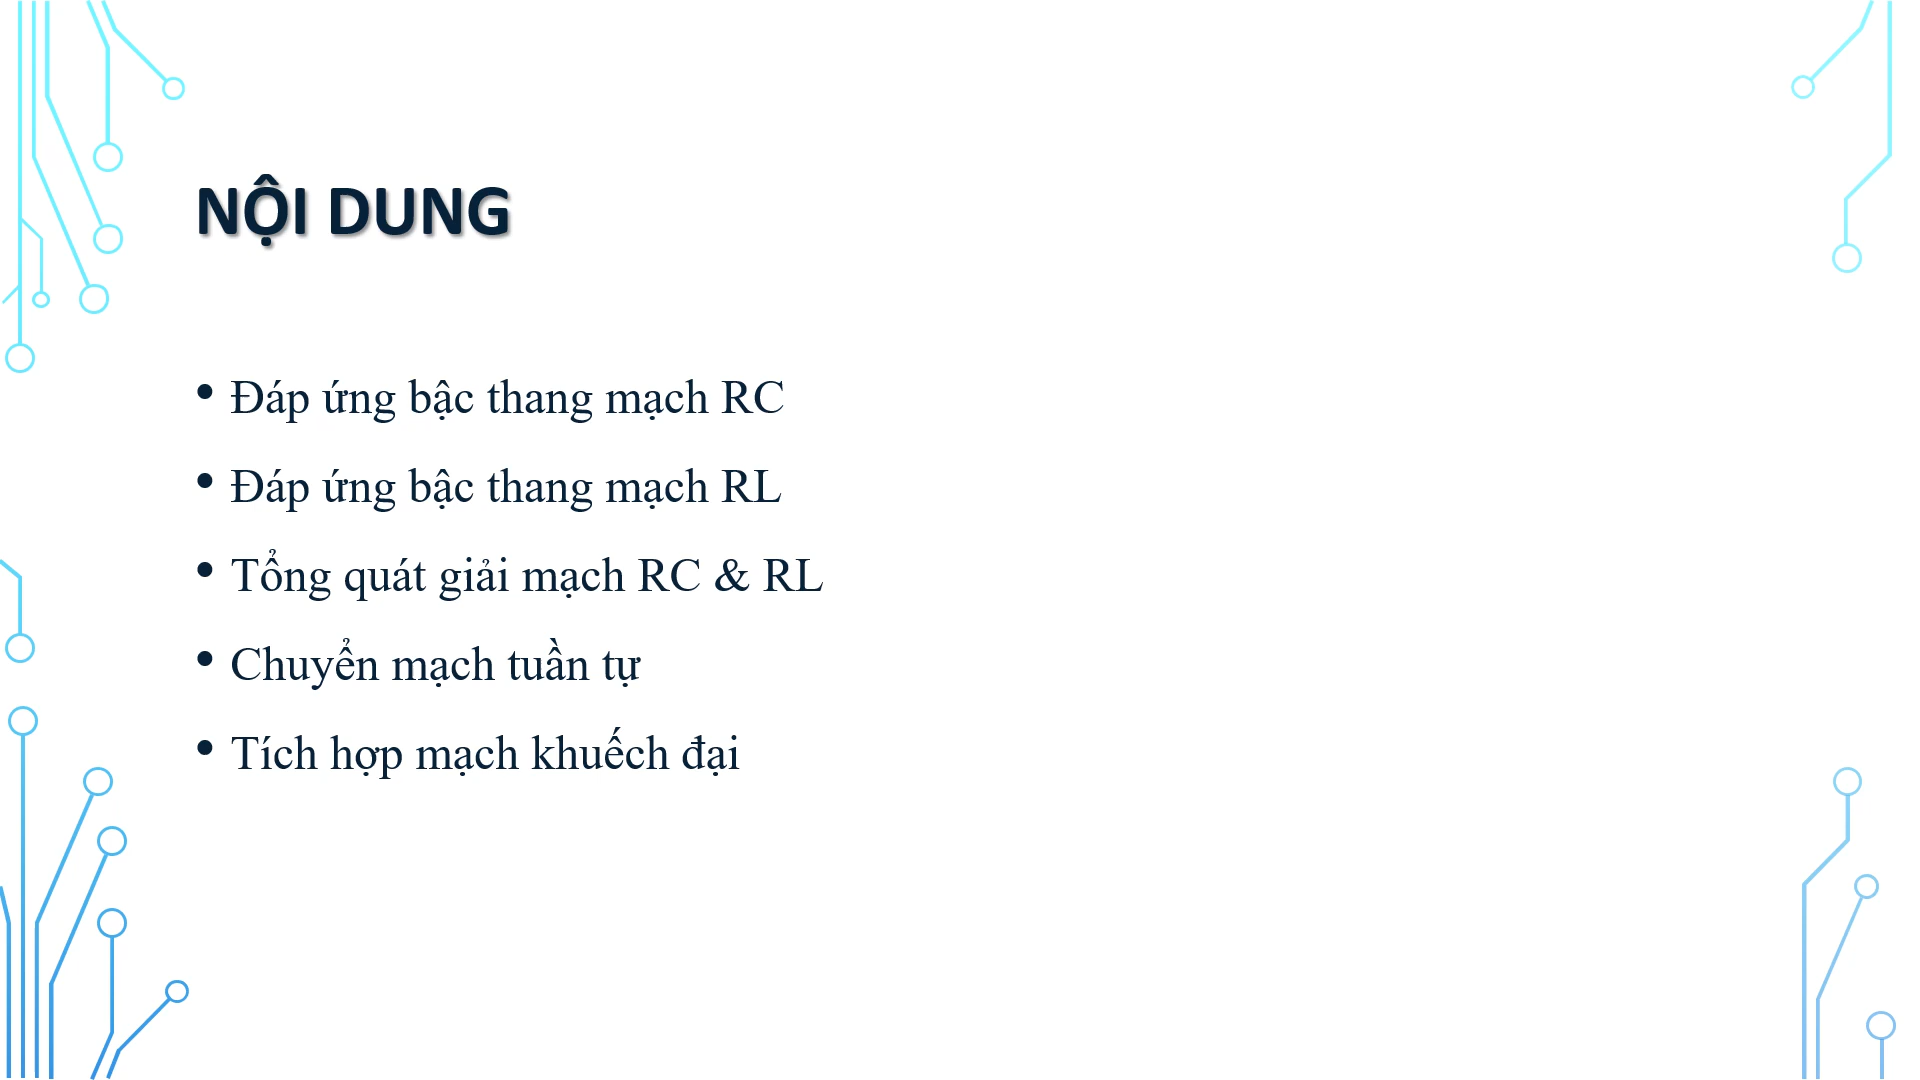 NỘI DUNG
• Đáp ứng bậc thang mạch RC
• Đáp ứng bậc thang mạch RL
• Tổng quát giải mạch RC & RL
• Chuyển mạch tuần tự
• Tích hợp mạch khuếch đại